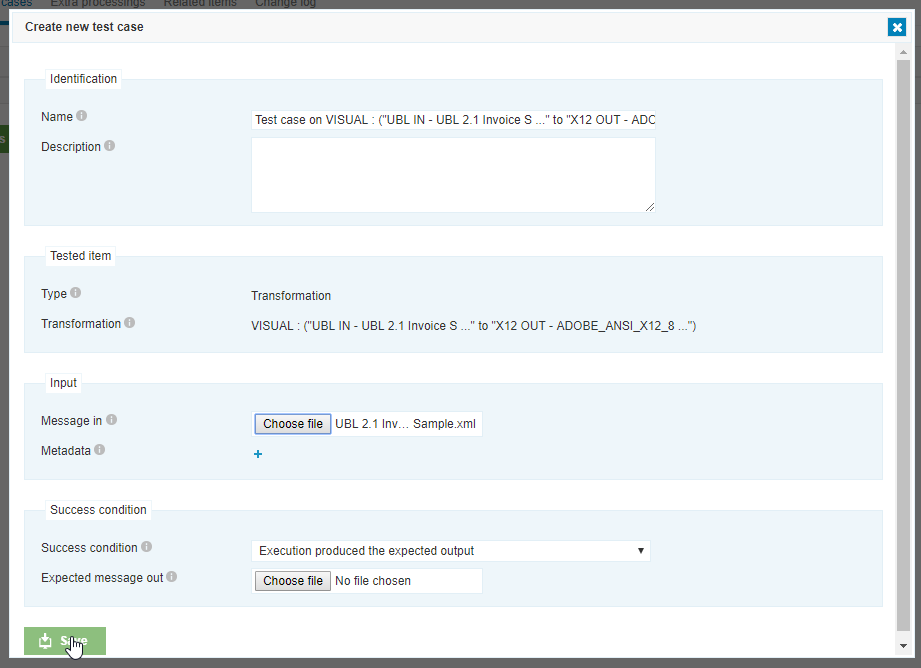 cases Extra processings Related items Change log
Create new test case
Identification
Name
Test case on VISUAL : ("UBL IN - UBL 2.1 Invoice S ..." to "X12 OUT - ADO
Description
Tested item
Type
Transformation
Transformation
VISUAL : ("UBL IN - UBL 2.1 Invoice S ..." to "X12 OUT - ADOBE_ANSI_X12_8 ...")
Input
Message in
Choose file UBL 2.1 Inv… Sample.xml
Metadata
+
Success condition
Success condition
Execution produced the expected output
Expected message out
Choose file No file chosen
Save